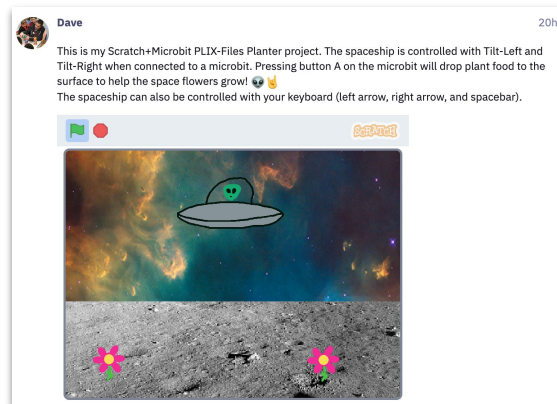 Dave
20h
This is my Scratch+Microbit PLIX-Files Planter project. The spaceship is controlled with Tilt-Left and
Tilt-Right when connected to a microbit. Pressing button A on the microbit will drop plant food to the
surface to help the space flowers grow! 👽🤘
The spaceship can also be controlled with your keyboard (left arrow, right arrow, and spacebar).
SCRATCH